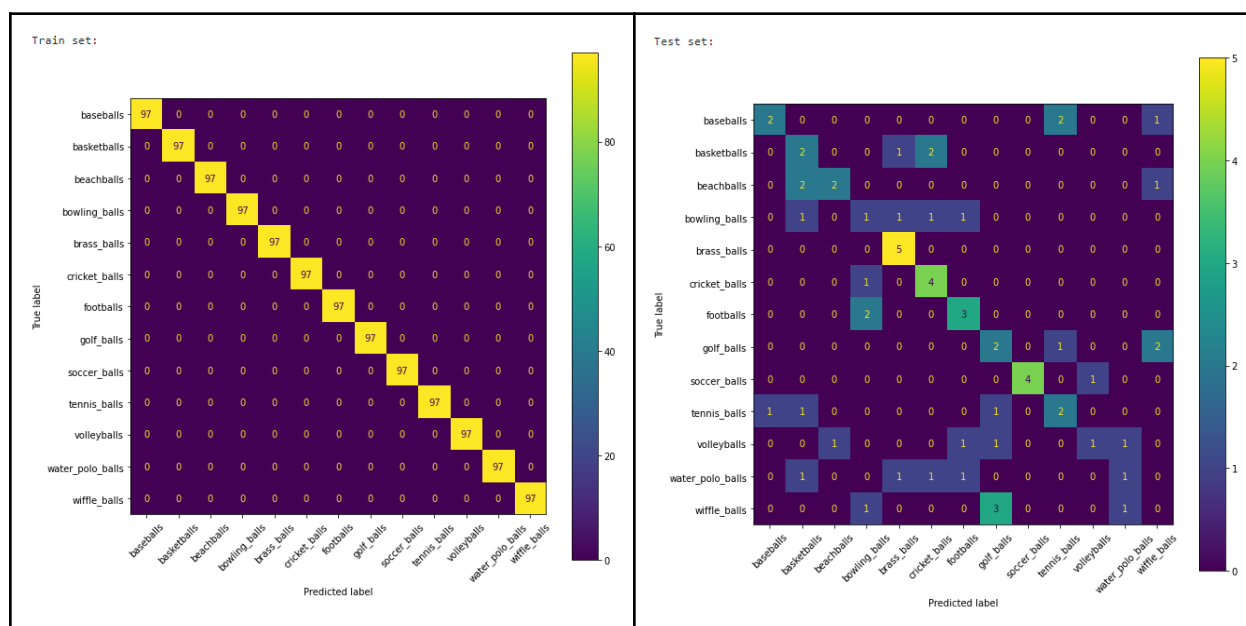 Train set:
baseballs 97 0 0 0 0 0 0 0 0 0 0 0 0
basketballs 0 97 0 0 0 0 0 0 0 0 0 0 0
beachballs 0 0 97 0 0 0 0 0 0 0 0 0 0
bowling_balls 0 0 0 97 0 0 0 0 0 0 0 0 0
brass_balls 0 0 0 0 97 0 0 0 0 0 0 0 0
cricket_balls 0 0 0 0 0 97 0 0 0 0 0 0 0
footballs 0 0 0 0 0 0 97 0 0 0 0 0 0
golf_balls 0 0 0 0 0 0 0 97 0 0 0 0 0
soccer_balls 0 0 0 0 0 0 0 0 97 0 0 0 0
tennis_balls 0 0 0 0 0 0 0 0 0 97 0 0 0
volleyballs 0 0 0 0 0 0 0 0 0 0 97 0 0
water_polo_balls 0 0 0 0 0 0 0 0 0 0 0 97 0
wiffle_balls 0 0 0 0 0 0 0 0 0 0 0 0 97
True label
baseballs basketballs beachballs bowling_balls brass_balls cricket_balls footballs golf_balls soccer_balls tennis_balls volleyballs water_polo_balls wiffle_balls
Predicted label
80
60
40
20
0
Test set:
baseballs 2 0 0 0 0 0 0 0 0 2 0 0 1
basketballs 0 2 0 0 1 2 0 0 0 0 0 0 0
beachballs 0 2 2 0 0 0 0 0 0 0 0 0 1
bowling_balls 0 1 0 1 1 1 1 0 0 0 0 0 0
brass_balls 0 0 0 0 5 0 0 0 0 0 0 0 0
cricket_balls 0 0 0 1 0 4 0 0 0 0 0 0 0
footballs 0 0 0 2 0 0 3 0 0 0 0 0 0
golf_balls 0 0 0 0 0 0 0 2 0 1 0 0 2
soccer_balls 0 0 0 0 0 0 0 0 4 0 1 0 0
tennis_balls 1 1 0 0 0 0 0 1 0 2 0 0 0
volleyballs 0 0 1 0 0 0 1 1 0 0 1 1 0
water_polo_balls 0 1 0 0 1 1 1 0 0 0 0 1 0
wiffle_balls 0 0 0 1 0 0 0 3 0 0 0 1 0
True label
baseballs basketballs beachballs bowling_balls brass_balls cricket_balls footballs golf_balls soccer_balls tennis_balls volleyballs water_polo_balls wiffle_balls
Predicted label
5
4
3
2
1
0